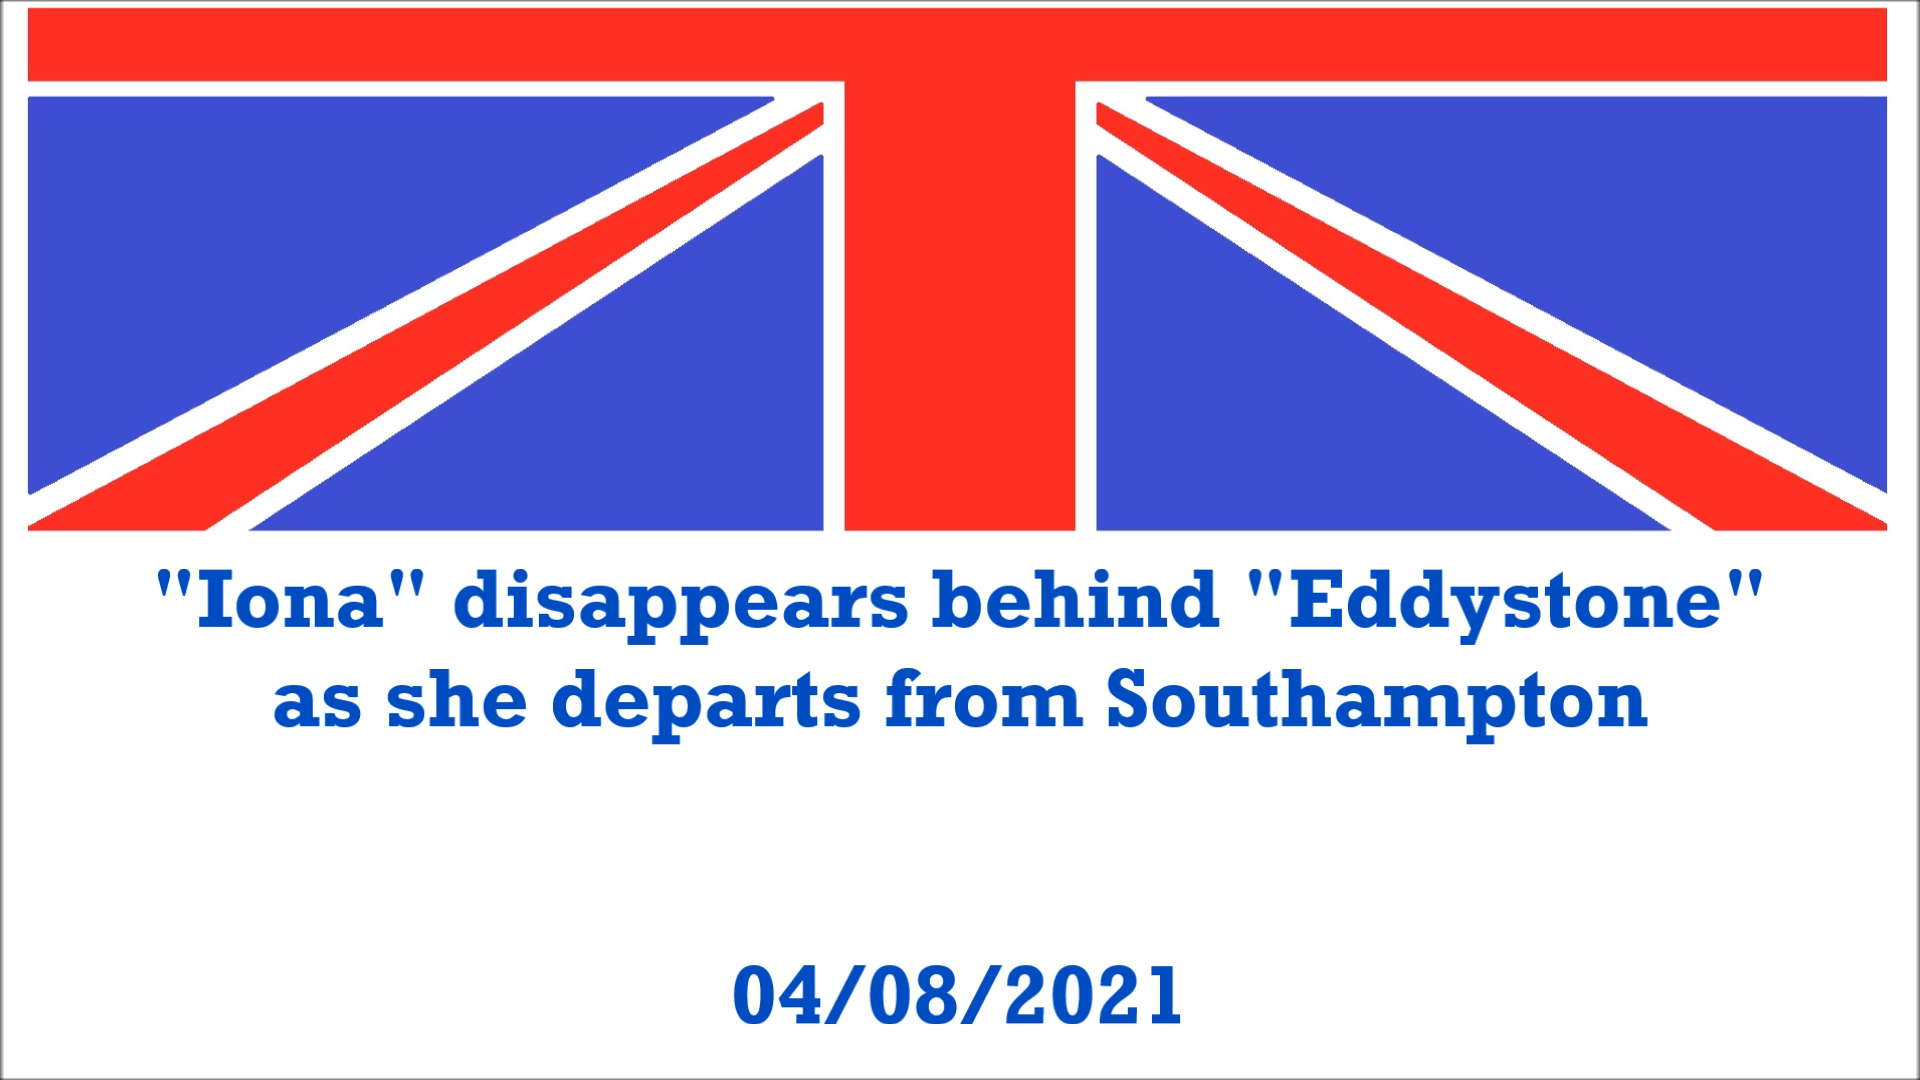 "Iona" disappears behind "Eddystone"
as she departs from Southampton
04/08/2021